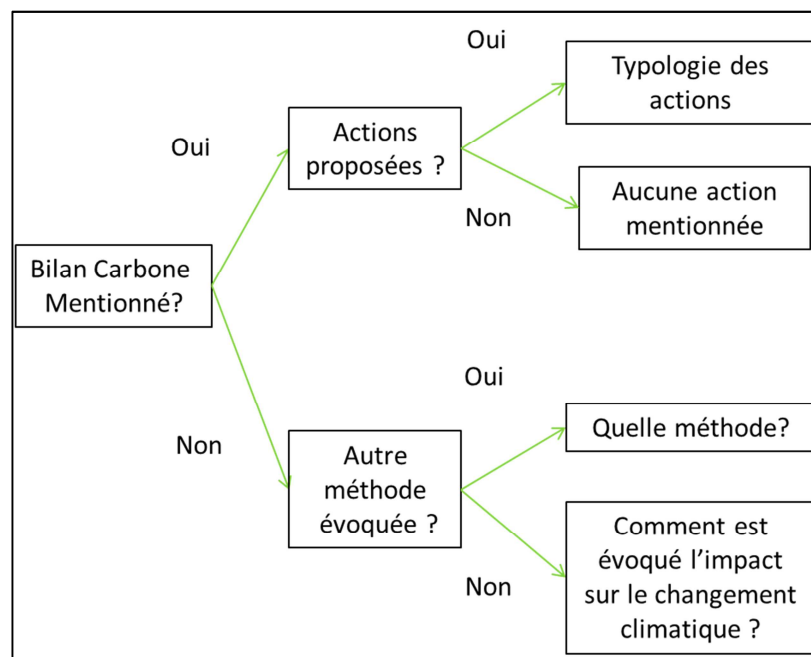 Oui
Typologie des
actions
Oui
Actions
proposées ?
Non
Aucune action
mentionnée
Bilan Carbone
Mentionné?
Oui
Quelle méthode?
Non
Autre
méthode
évoquée ?
Non
Comment est
évoqué l’impact
sur le changement
climatique ?